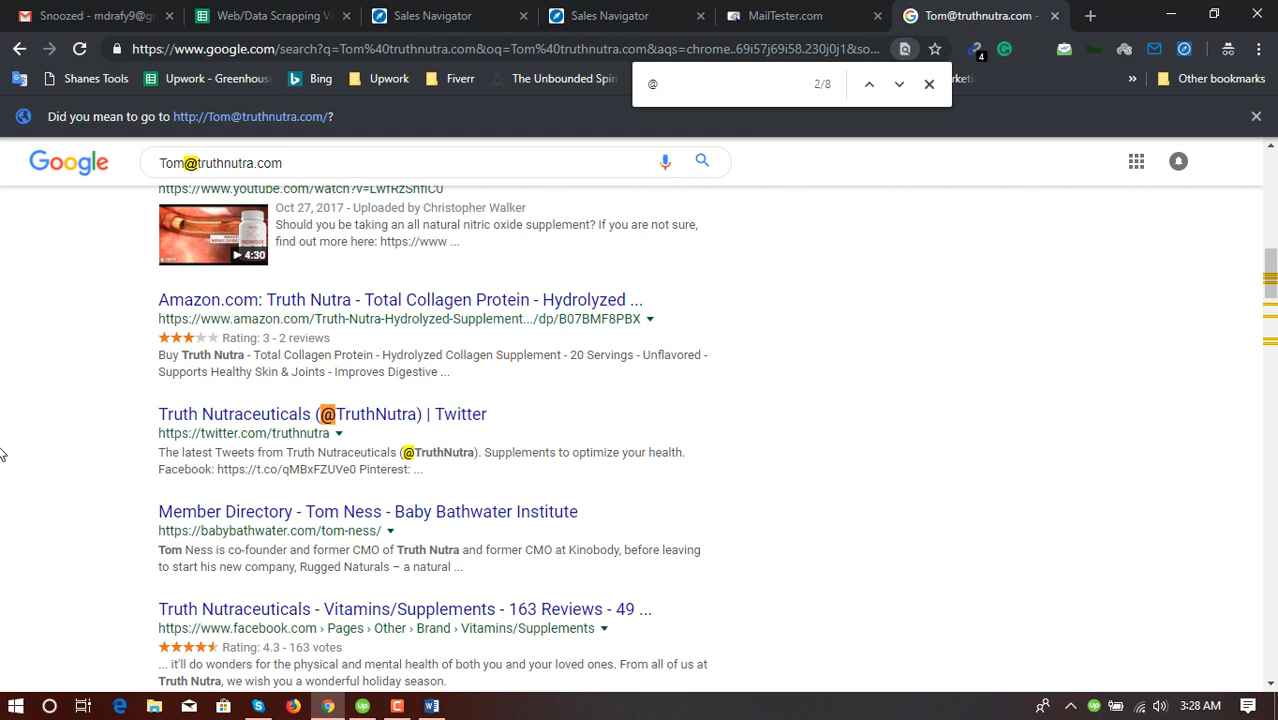 Snoozed - mdrafy9@gm
Web/Data Scrapping Vi
Sales Navigator
Sales Navigator
MailTester.com
Tom@truthnutra.com -
https://www.google.com/search?q=Tom%40truthnutra.com&oq=Tom%40truthnutra.com&aqs=chrome..69i57j69i58.230j0j1&so...
4
Shanes Tools
Upwork - Greenhouse
Bing
Upwork
Fiverr
The Unbounded Spiri
Other bookmarks
@ 2/8
Did you mean to go to http://Tom@truthnutra.com/?
Google
Tom@truthnutra.com
https://www.youtube.com/watch?v=LwfRzShfiC0
Oct 27, 2017 - Uploaded by Christopher Walker
Should you be taking an all natural nitric oxide supplement? If you are not sure,
find out more here: https://www ...
4:30
Amazon.com: Truth Nutra - Total Collagen Protein - Hydrolyzed ...
https://www.amazon.com/Truth-Nutra-Hydrolyzed-Supplement.../dp/B07BMF8PBX
Rating: 3 - 2 reviews
Buy Truth Nutra - Total Collagen Protein - Hydrolyzed Collagen Supplement - 20 Servings - Unflavored -
Supports Healthy Skin & Joints - Improves Digestive ...
Truth Nutraceuticals (@TruthNutra) | Twitter
https://twitter.com/truthnutra
The latest Tweets from Truth Nutraceuticals (@TruthNutra). Supplements to optimize your health.
Facebook: https://t.co/qMBxFZUVe0 Pinterest: ...
Member Directory - Tom Ness - Baby Bathwater Institute
https://babybathwater.com/tom-ness/
Tom Ness is co-founder and former CMO of Truth Nutra and former CMO at Kinobody, before leaving
to start his new company, Rugged Naturals – a natural ...
Truth Nutraceuticals - Vitamins/Supplements - 163 Reviews - 49 ...
https://www.facebook.com › Pages › Other › Brand › Vitamins/Supplements
Rating: 4.3 - 163 votes
... it'll do wonders for the physical and mental health of both you and your loved ones. From all of us at
Truth Nutra, we wish you a wonderful holiday season.
3:28 AM